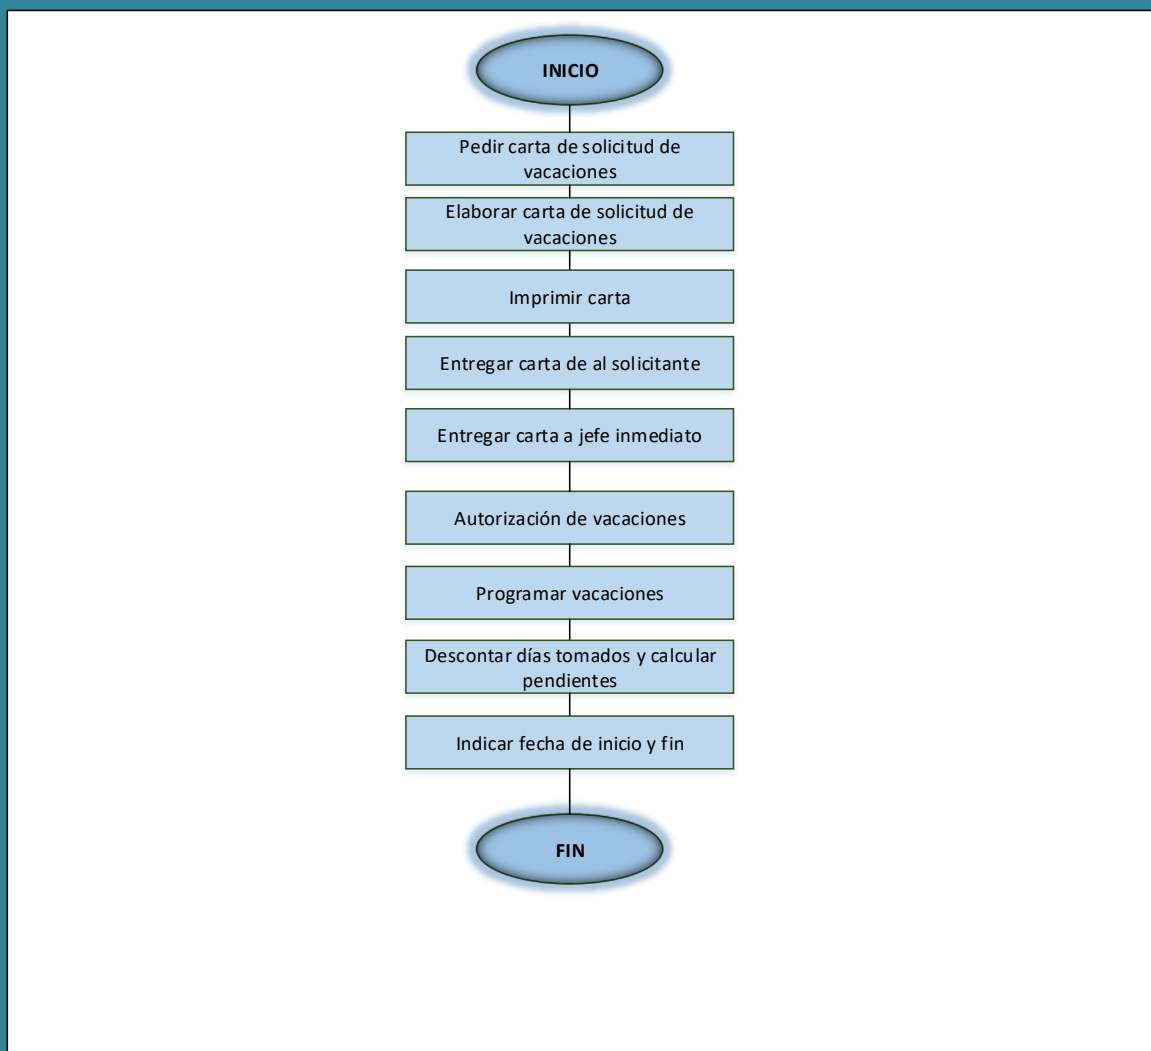 INICIO
Pedir carta de solicitud de
vacaciones
Elaborar carta de solicitud de
vacaciones
Imprimir carta
Entregar carta de al solicitante
Entregar carta a jefe inmediato
Autorización de vacaciones
Programar vacaciones
Descontar días tomados y calcular
pendientes
Indicar fecha de inicio y fin
FIN